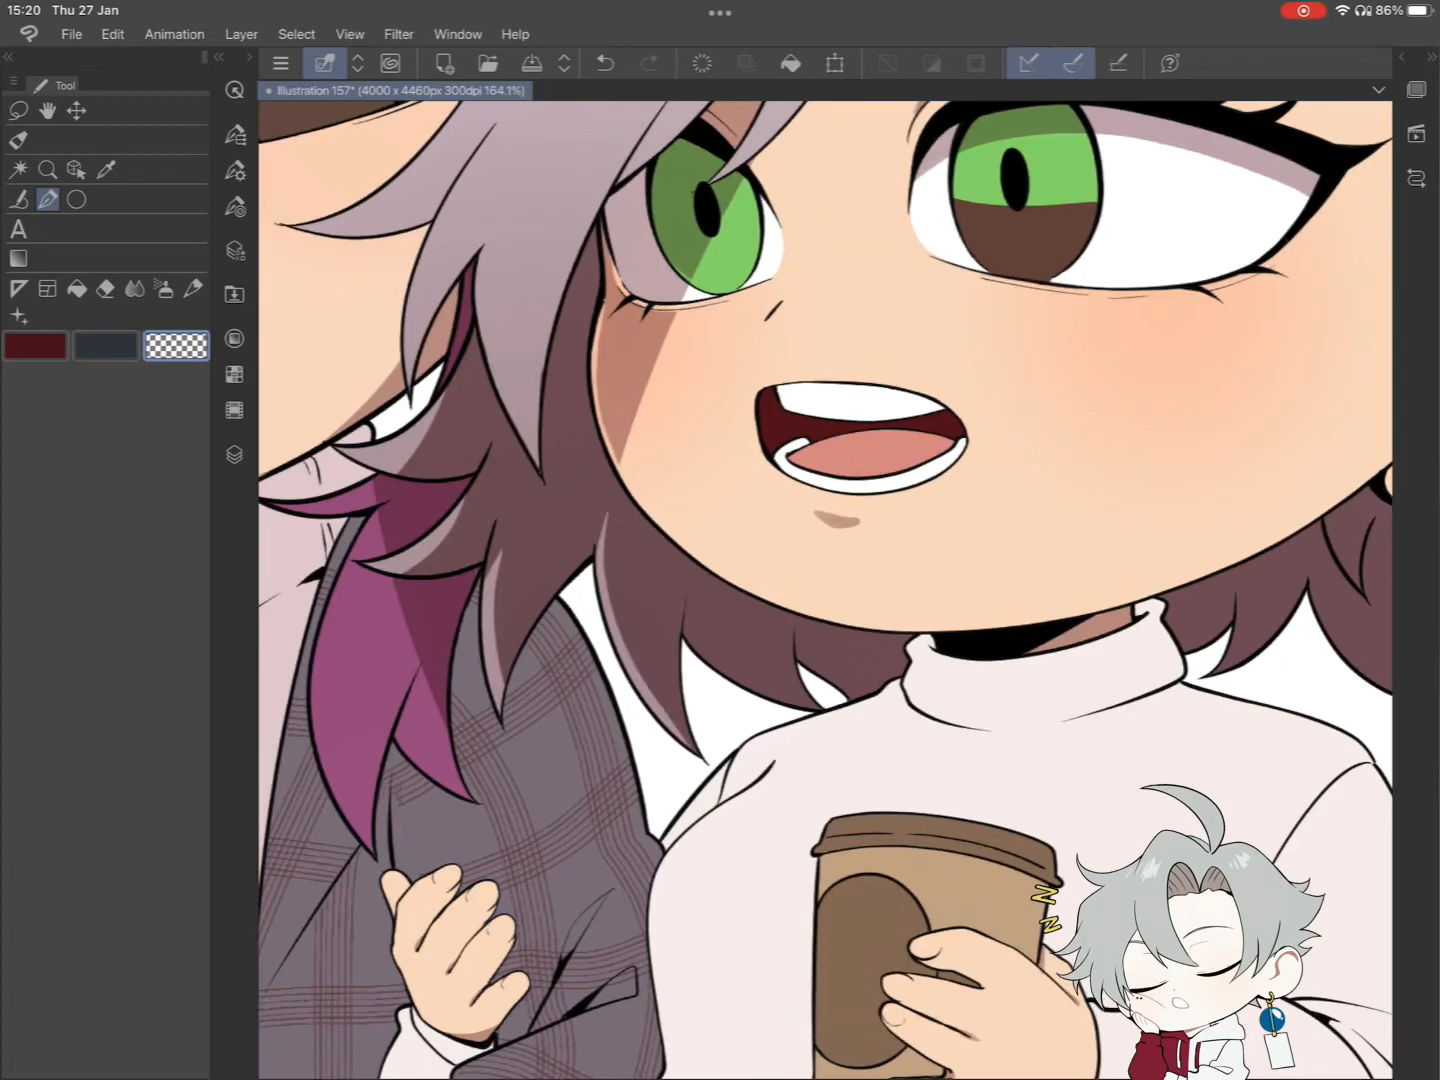 15:20 Thu 27 Jan
86%
File Edit Animation Layer Select View Filter Window Help
Tool
Illustration 157* (4000 x 4460px 300dpi 164.1%)
A